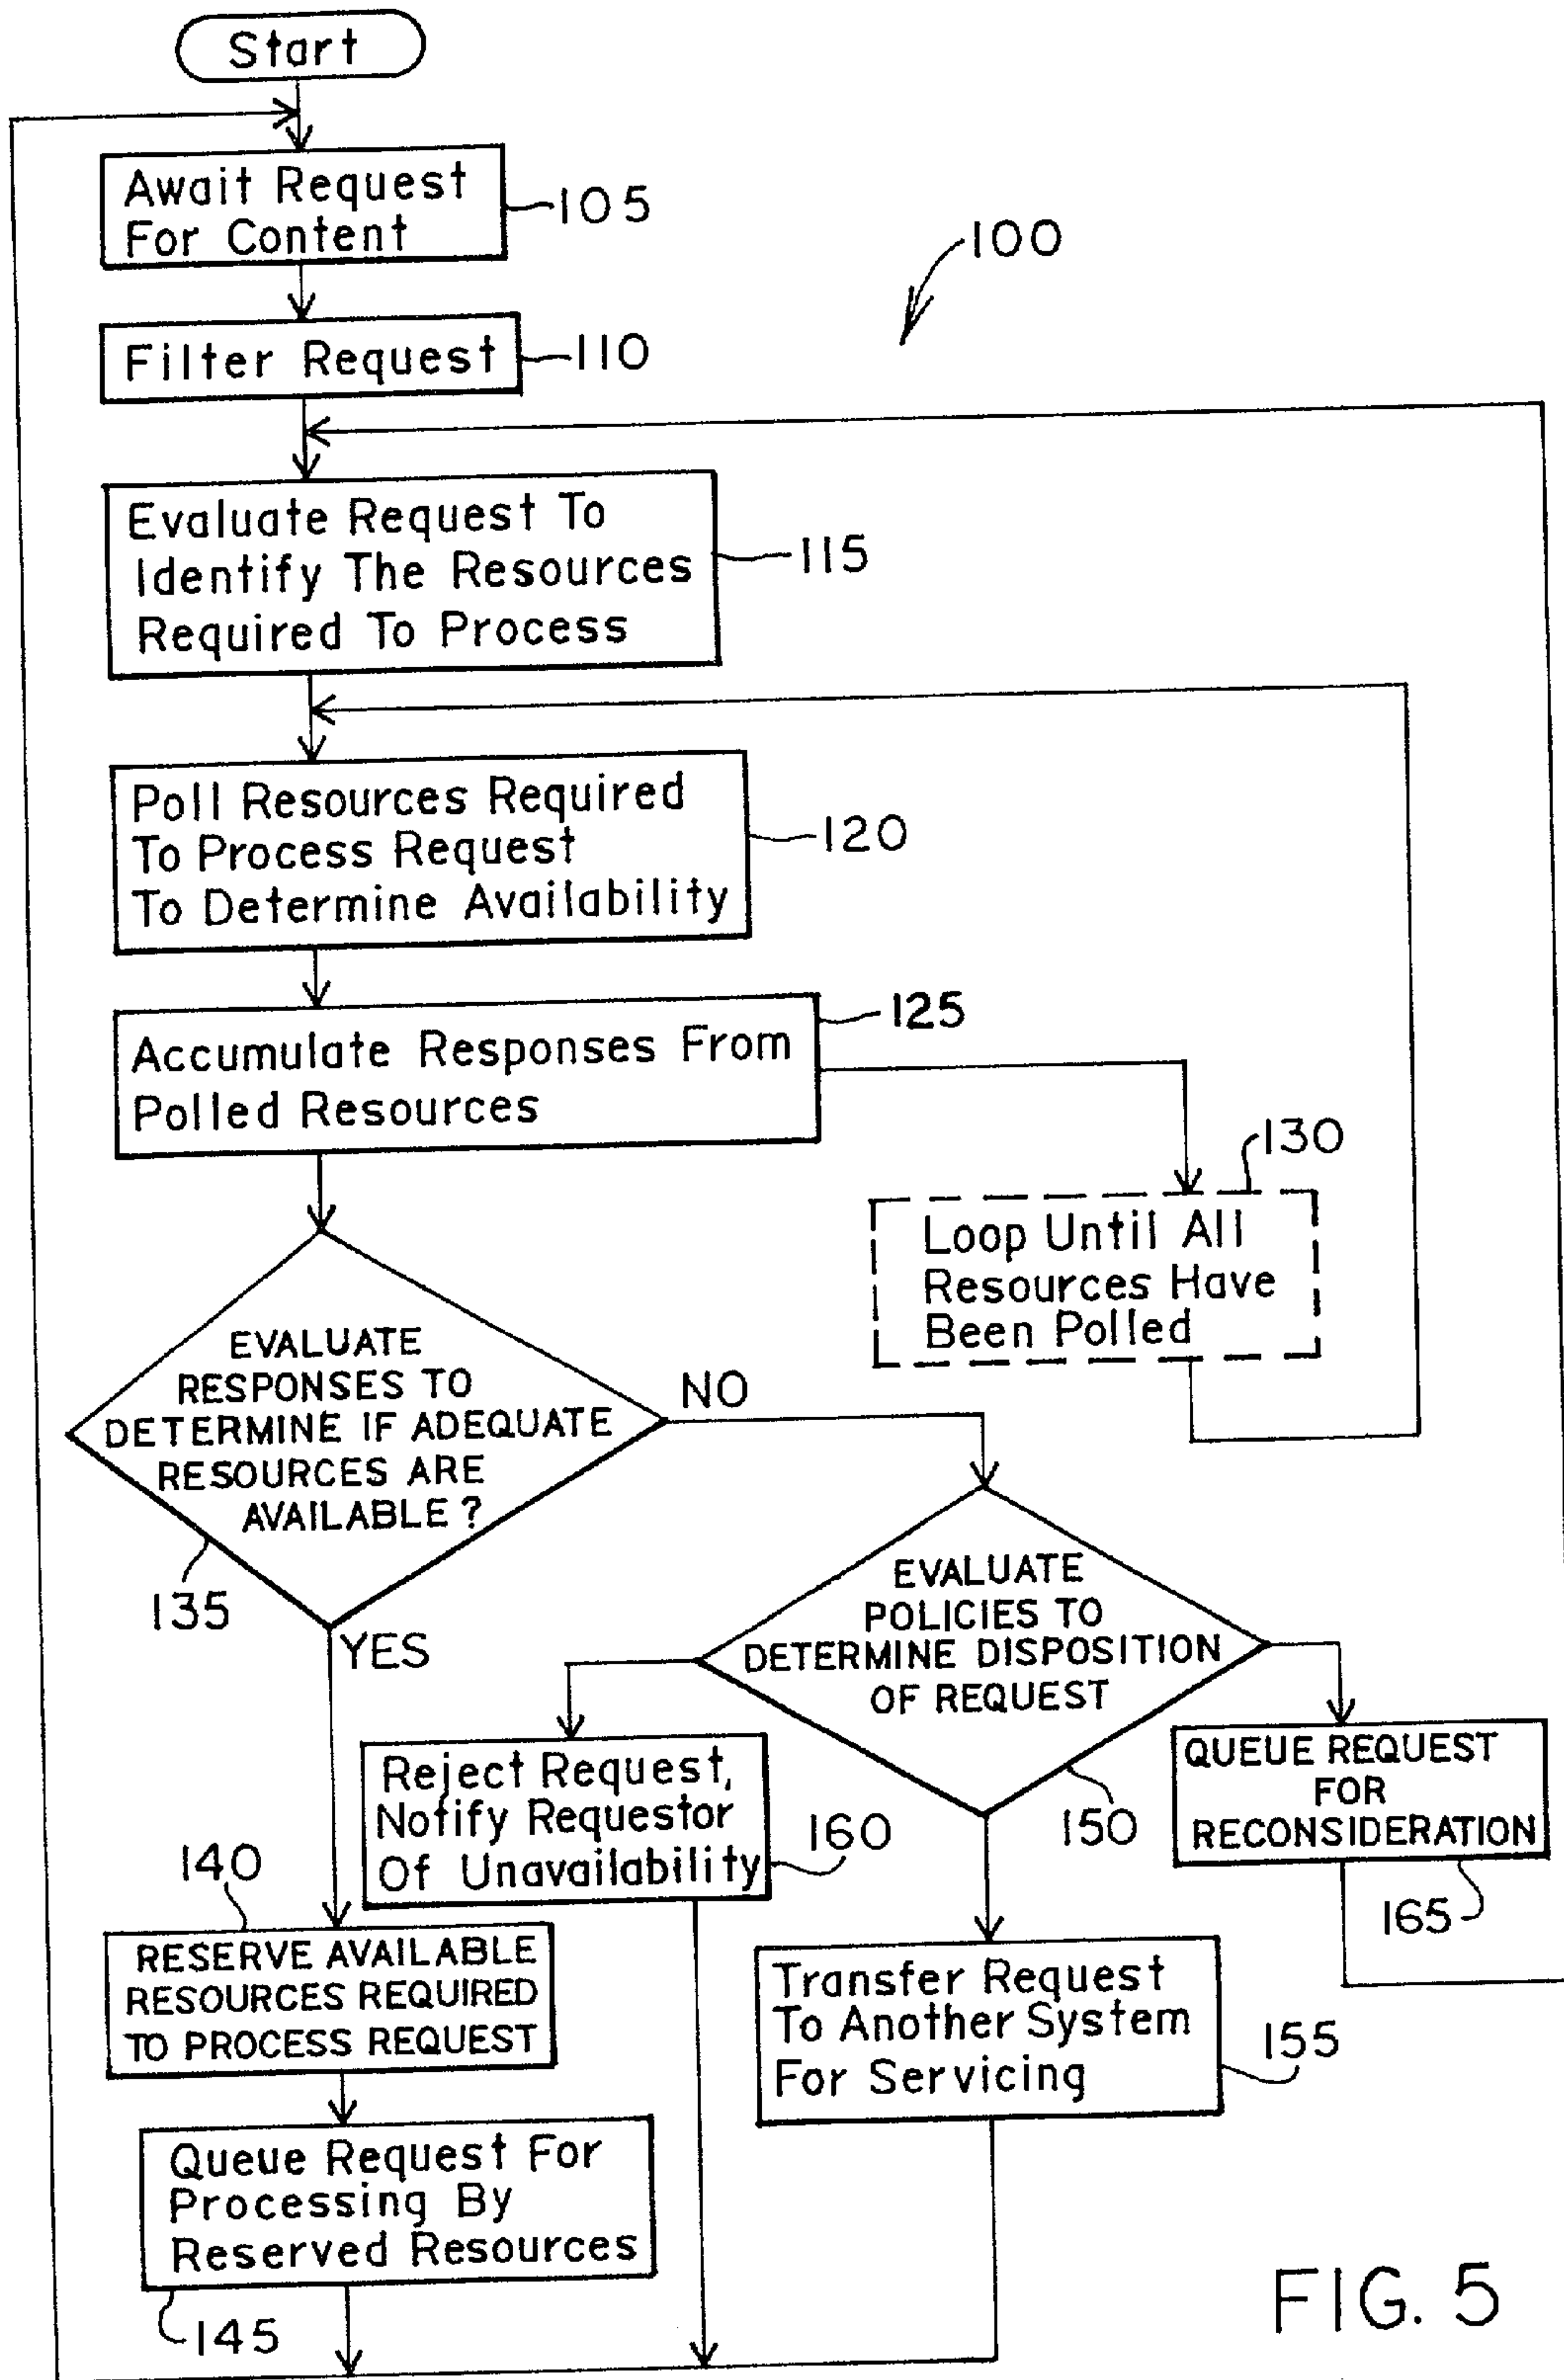 Start
Await Request
For Content
105
100
Filter Request
110
Evaluate Request To
Identify The Resources
Required To Process
115
Poll Resources Required
To Process Request
To Determine Availability
120
Accumulate Responses From
Polled Resources
125
130
Loop Until All
Resources Have
Been Polled
EVALUATE
RESPONSES TO
DETERMINE IF ADEQUATE
RESOURCES ARE
AVAILABLE?
NO
135
YES
EVALUATE
POLICIES TO
DETERMINE DISPOSITION
OF REQUEST
150
Reject Request,
Notify Requestor
Of Unavailability
160
QUEUE REQUEST
FOR
RECONSIDERATION
165
140
RESERVE AVAILABLE
RESOURCES REQUIRED
TO PROCESS REQUEST
Transfer Request
To Another System
For Servicing
155
Queue Request For
Processing By
Reserved Resources
145
FIG. 5